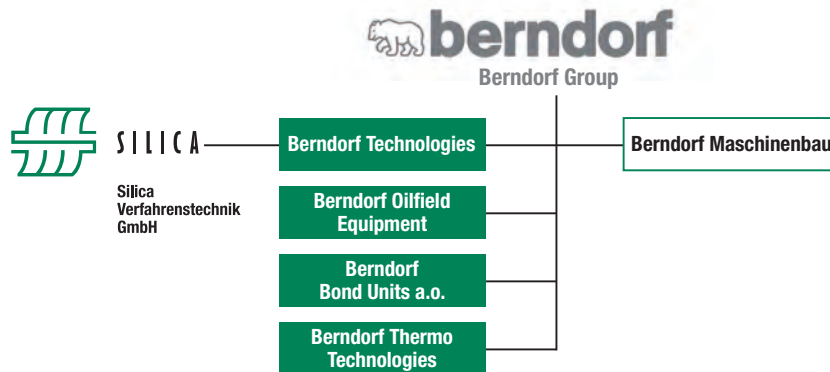 berndorf
Berndorf Group
SILICA
Berndorf Technologies
Berndorf Maschinenbau
Silica
Verfahrenstechnik
GmbH
Berndorf Oilfield
Equipment
Berndorf
Bond Units a.o.
Berndorf Thermo
Technologies